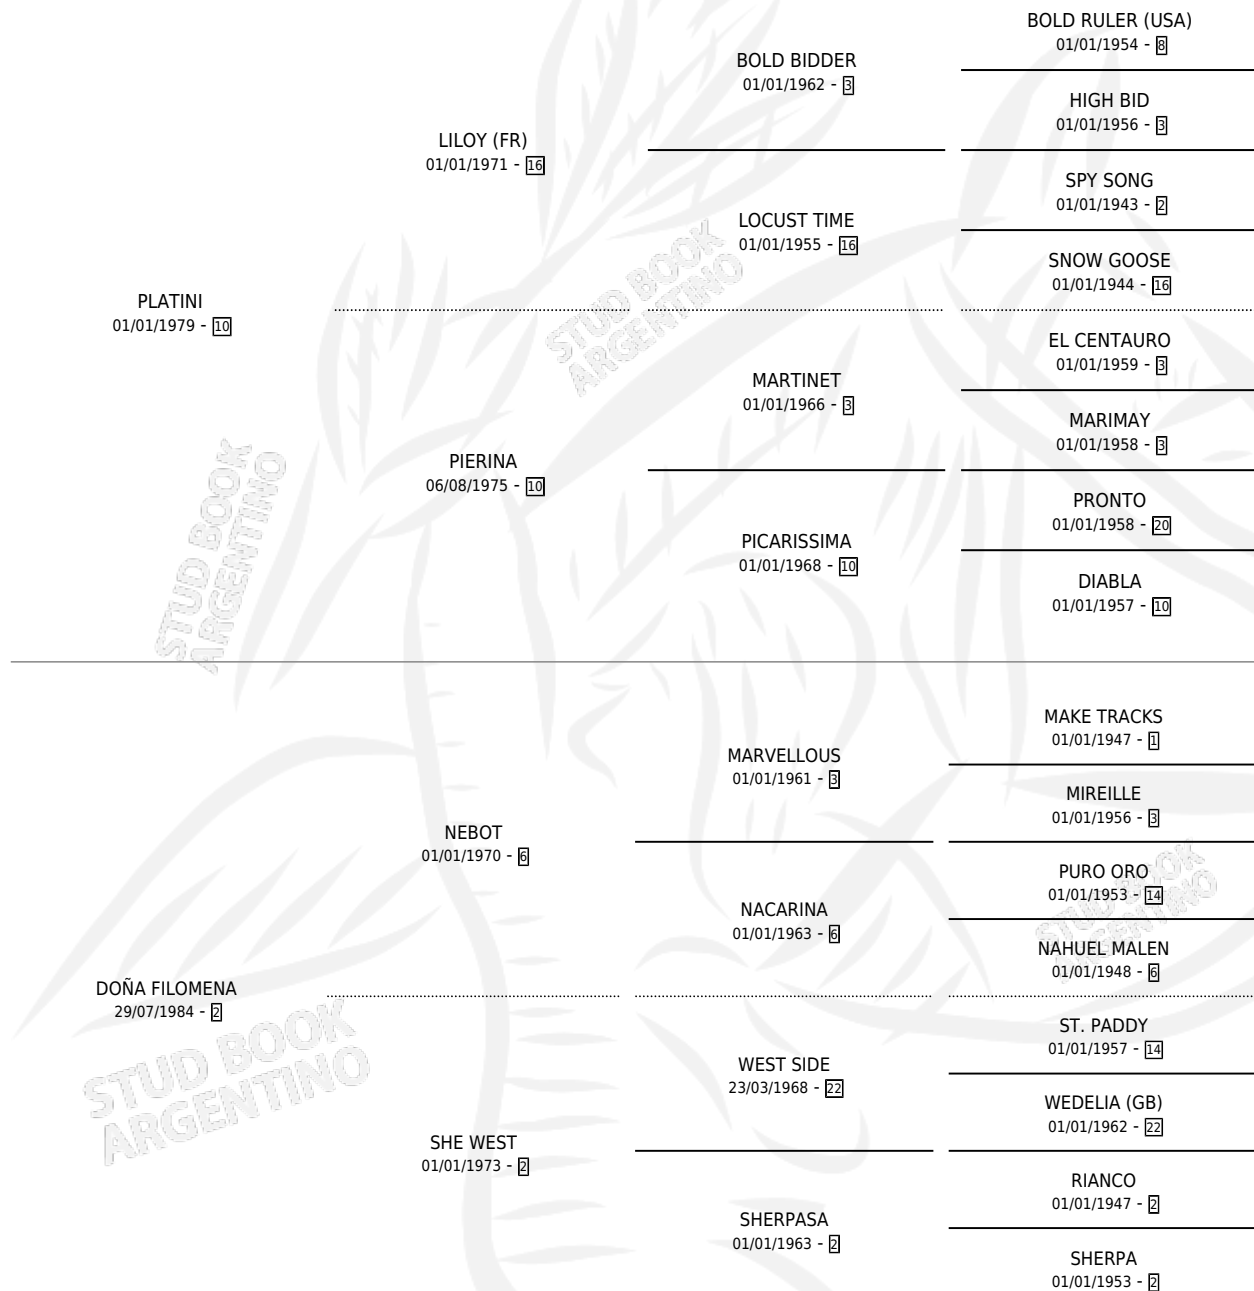 BOLD RULER (USA)
01/01/1954 - 8
BOLD BIDDER
01/01/1962 - 3
HIGH BID
01/01/1956 - 3
LILOY (FR)
01/01/1971 - 16
SPY SONG
01/01/1943 - 2
LOCUST TIME
01/01/1955 - 16
SNOW GOOSE
01/01/1944 - 16
PLATINI
01/01/1979 - 10
STUD BOOK
ARGENTINO
EL CENTAURO
01/01/1959 - 3
MARTINET
01/01/1966 - 3
MARIMAY
01/01/1958 - 3
PIERINA
06/08/1975 - 10
PRONTO
01/01/1958 - 20
PICARISSIMA
01/01/1968 - 10
DIABLA
01/01/1957 - 10
STUD BOOK
ARGENTINO
MAKE TRACKS
01/01/1947 - 1
MARVELLOUS
01/01/1961 - 3
MIREILLE
01/01/1956 - 3
NEBOT
01/01/1970 - 6
PURO ORO
01/01/1953 - 14
NACARINA
01/01/1963 - 6
STUD BOOK
ARGENTINO
NAHUEL MALEN
01/01/1948 - 6
DOÑA FILOMENA
29/07/1984 - 2
ST. PADDY
01/01/1957 - 14
WEST SIDE
23/03/1968 - 22
STUD BOOK
ARGENTINO
WEDELIA (GB)
01/01/1962 - 22
SHE WEST
01/01/1973 - 2
RIANCO
01/01/1947 - 2
SHERPASA
01/01/1963 - 2
SHERPA
01/01/1953 - 2